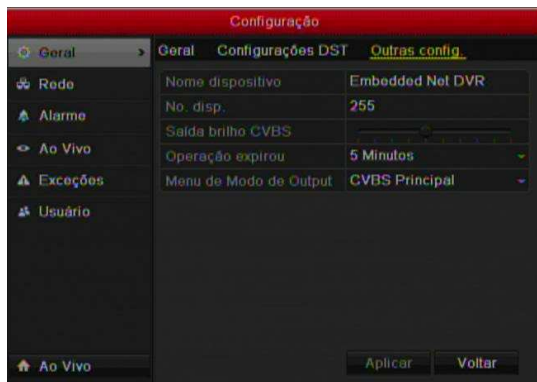 Configuração
Geral
Rede
Alarme
Ao Vivo
Exceções
Usuário
Ao Vivo
Geral Configurações DST Outras config.
Nome dispositivo Embedded Net DVR
No. disp. 255
Saída brilho CVBS
Operação expirou 5 Minutos
Menu de Modo de Output CVBS Principal
Aplicar Voltar